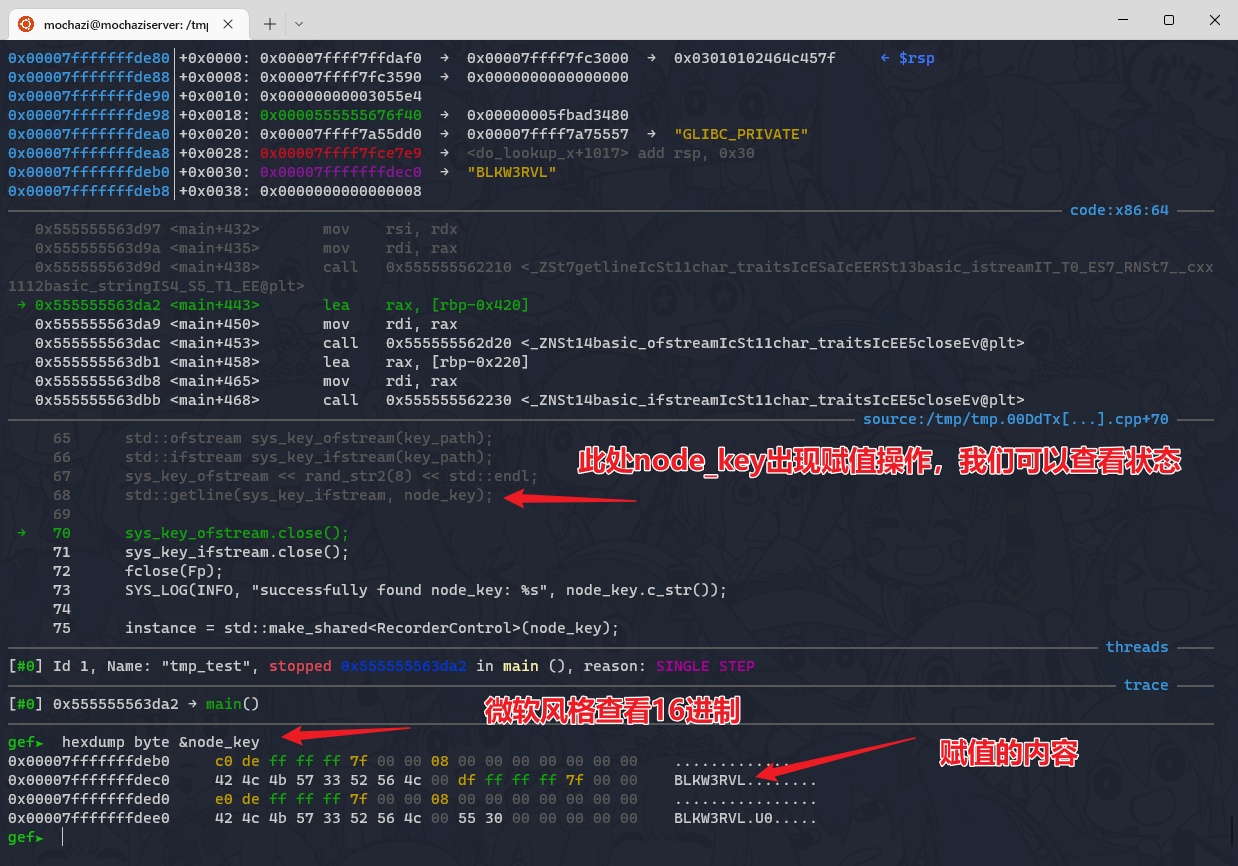 mochazi@mochaziserver: /tmp
0x00007fffffffde80│+0x0000: 0x00007ffff7ffdaf0  →  0x00007ffff7fc3000  →  0x03010102464c457f     ← $rsp
0x00007fffffffde88│+0x0008: 0x00007ffff7fc3590  →  0x0000000000000000
0x00007fffffffde90│+0x0010: 0x00000000003055e4
0x00007fffffffde98│+0x0018: 0x0000555555676f40  →  0x00000005fbad3480
0x00007fffffffdea0│+0x0020: 0x00007ffff7a55dd0  →  0x00007ffff7a75557  →  "GLIBC_PRIVATE"
0x00007fffffffdea8│+0x0028: 0x00007ffff7fce7e9  →  <do_lookup_x+1017> add rsp, 0x30
0x00007fffffffdeb0│+0x0030: 0x00007fffffffdec0  →  "BLKW3RVL"
0x00007fffffffdeb8│+0x0038: 0x0000000000000008
code:x86:64
0x555555563d97 <main+432>       mov    rsi, rdx
0x555555563d9a <main+435>       mov    rdi, rax
0x555555563d9d <main+438>       call   0x555555562210 <_ZSt7getlineIcSt11char_traitsIcESaIcEERSt13basic_istreamIT_T0_ES7_RNSt7__cxx
1112basic_stringIS4_S5_T1_EE@plt>
→ 0x555555563da2 <main+443>       lea    rax, [rbp-0x420]
0x555555563da9 <main+450>       mov    rdi, rax
0x555555563dac <main+453>       call   0x555555562d20 <_ZNSt14basic_ofstreamIcSt11char_traitsIcEE5closeEv@plt>
0x555555563db1 <main+458>       lea    rax, [rbp-0x220]
0x555555563db8 <main+465>       mov    rdi, rax
0x555555563dbb <main+468>       call   0x555555562230 <_ZNSt14basic_ifstreamIcSt11char_traitsIcEE5closeEv@plt>
source:/tmp/tmp.00DdTx[...].cpp+70
65      std::ofstream sys_key_ofstream(key_path);
66      std::ifstream sys_key_ifstream(key_path);
此处node_key出现赋值操作，我们可以查看状态
67      sys_key_ofstream << rand_str2(8) << std::endl;
68      std::getline(sys_key_ifstream, node_key);
69
→   70      sys_key_ofstream.close();
71      sys_key_ifstream.close();
72      fclose(Fp);
73      SYS_LOG(INFO, "successfully found node_key: %s", node_key.c_str());
74
75      instance = std::make_shared<RecorderControl>(node_key);
threads
[#0] Id 1, Name: "tmp_test", stopped 0x555555563da2 in main (), reason: SINGLE STEP
trace
[#0] 0x555555563da2 → main()
微软风格查看16进制
gef➤  hexdump byte &node_key
赋值的内容
0x00007fffffffdeb0     c0 de ff ff ff 7f 00 00 08 00 00 00 00 00 00 00    ................
0x00007fffffffdec0     42 4c 4b 57 33 52 56 4c 00 df ff ff ff 7f 00 00    BLKW3RVL........
0x00007fffffffded0     e0 de ff ff ff 7f 00 00 08 00 00 00 00 00 00 00    ................
0x00007fffffffdee0     42 4c 4b 57 33 52 56 4c 00 55 30 00 00 00 00 00    BLKW3RVL.U0.....
gef➤